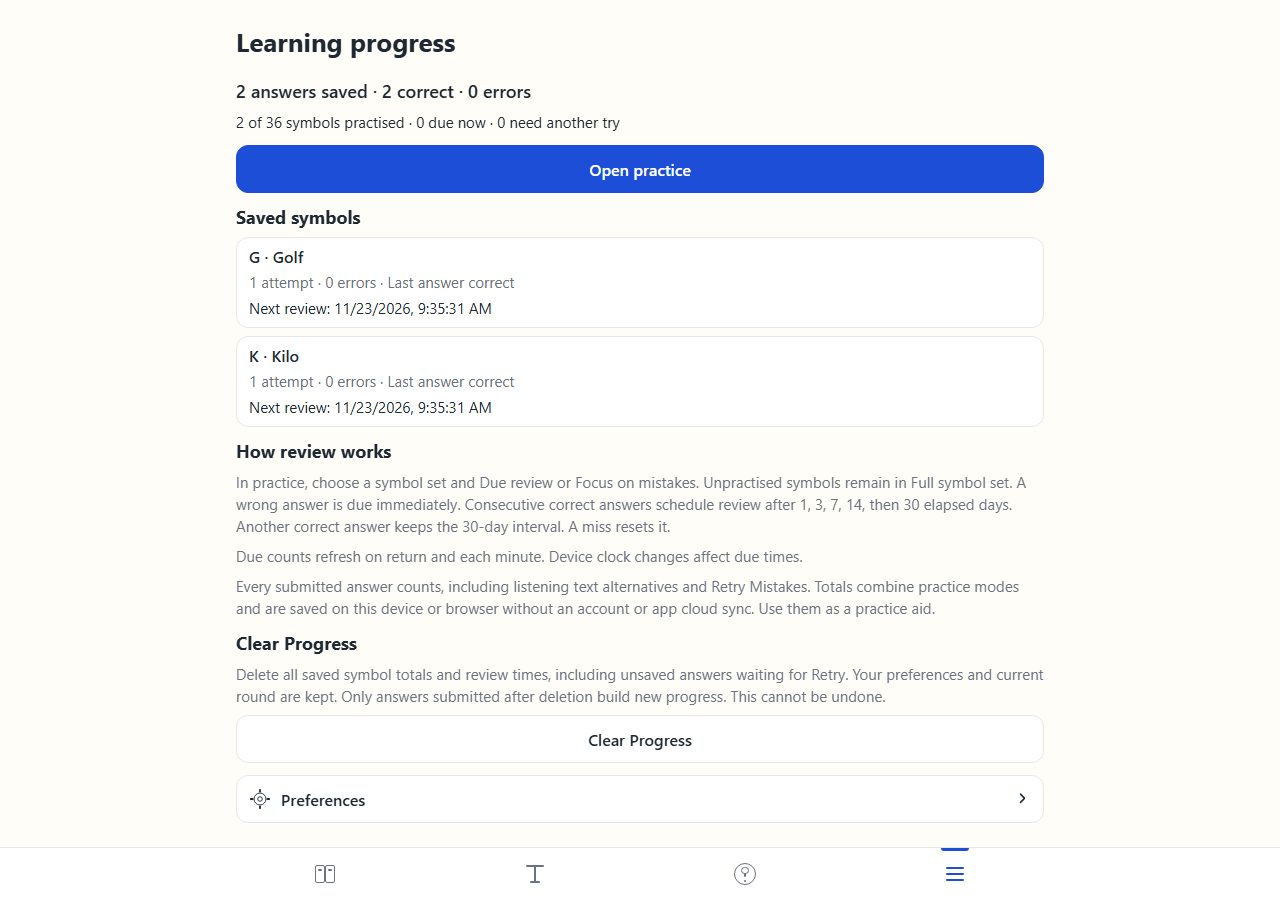 Learning progress
2 answers saved · 2 correct · 0 errors
2 of 36 symbols practised · 0 due now · 0 need another try
Open practice
Saved symbols
G · Golf
1 attempt · 0 errors · Last answer correct
Next review: 11/23/2026, 9:35:31 AM
K · Kilo
1 attempt · 0 errors · Last answer correct
Next review: 11/23/2026, 9:35:31 AM
How review works
In practice, choose a symbol set and Due review or Focus on mistakes. Unpractised symbols remain in Full symbol set. A
wrong answer is due immediately. Consecutive correct answers schedule review after 1, 3, 7, 14, then 30 elapsed days.
Another correct answer keeps the 30-day interval. A miss resets it.
Due counts refresh on return and each minute. Device clock changes affect due times.
Every submitted answer counts, including listening text alternatives and Retry Mistakes. Totals combine practice modes
and are saved on this device or browser without an account or app cloud sync. Use them as a practice aid.
Clear Progress
Delete all saved symbol totals and review times, including unsaved answers waiting for Retry. Your preferences and current
round are kept. Only answers submitted after deletion build new progress. This cannot be undone.
Clear Progress
Preferences